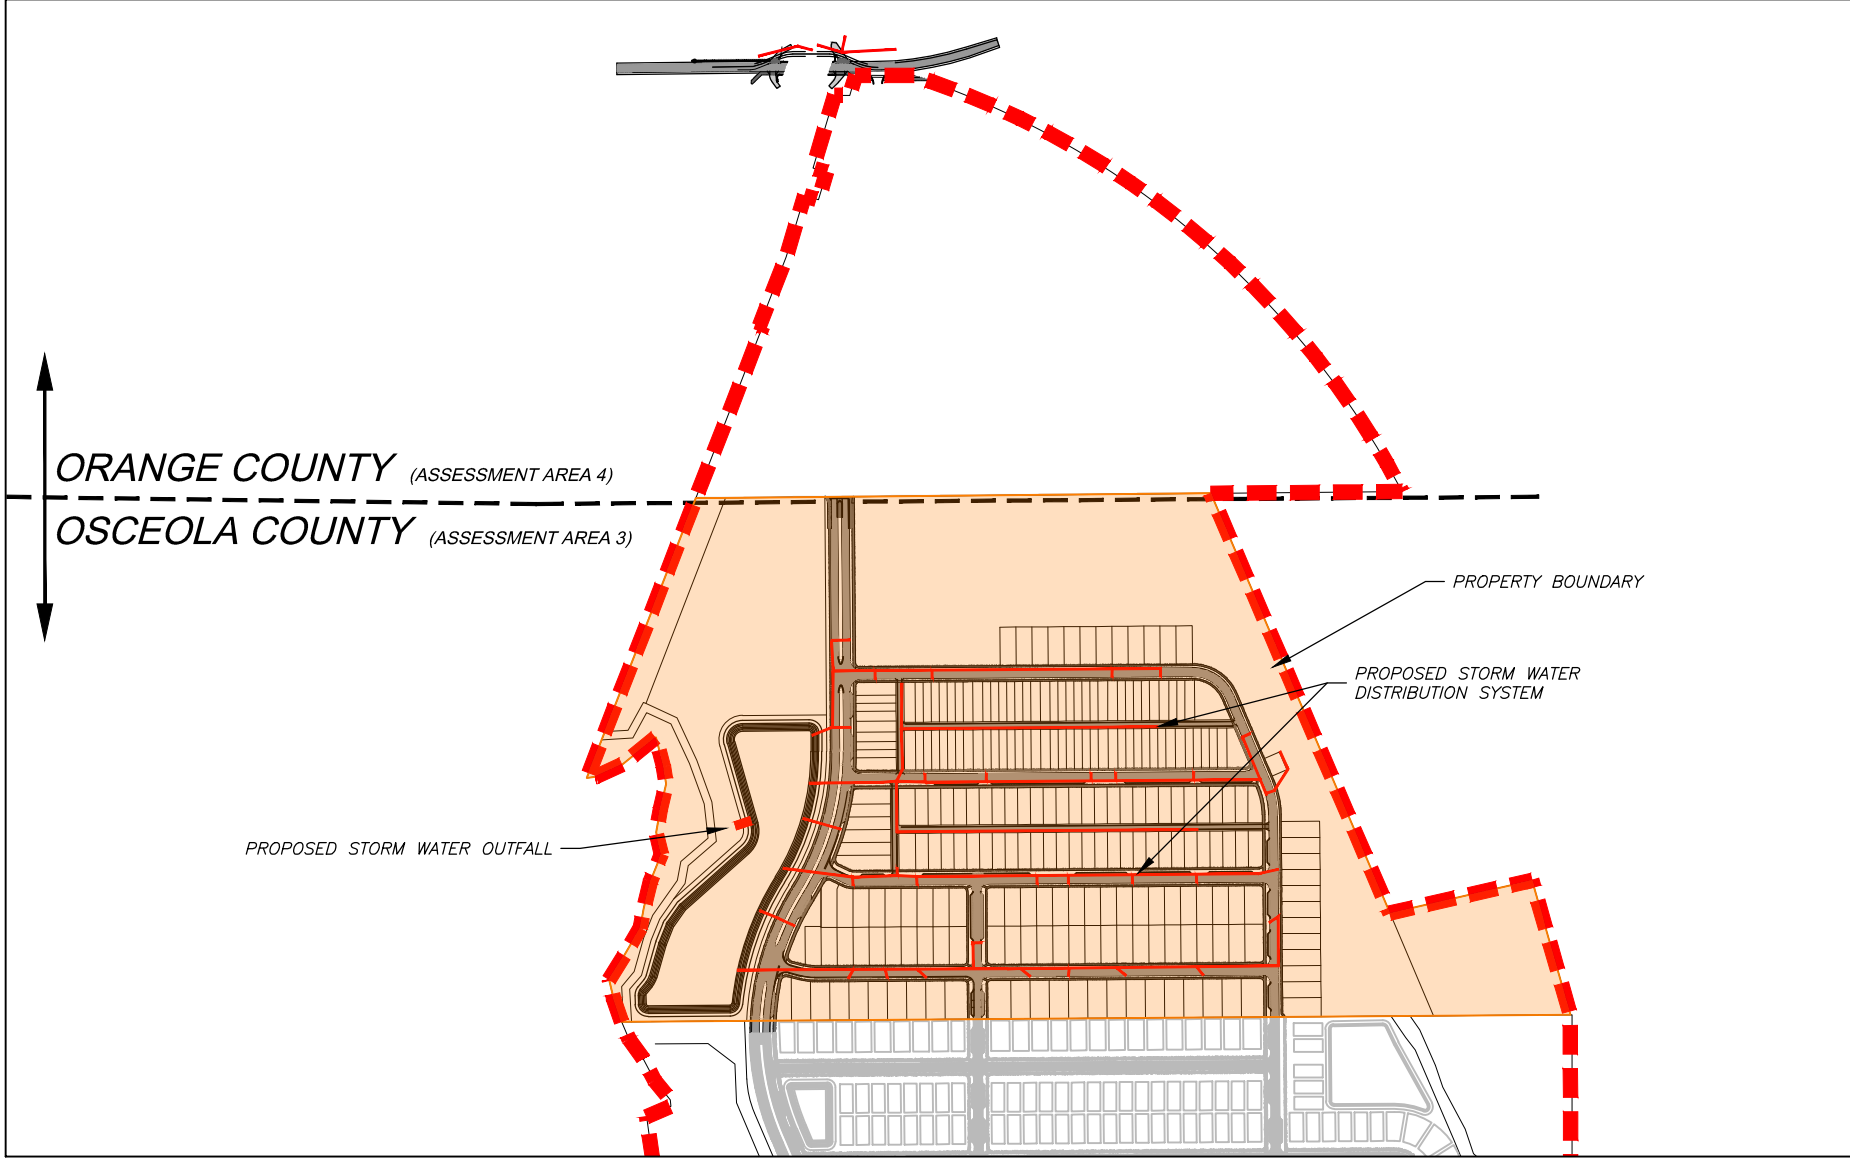 ORANGE COUNTY (ASSESSMENT AREA 4)
OSCEOLA COUNTY (ASSESSMENT AREA 3)
PROPERTY BOUNDARY
PROPOSED STORM WATER
DISTRIBUTION SYSTEM
PROPOSED STORM WATER OUTFALL